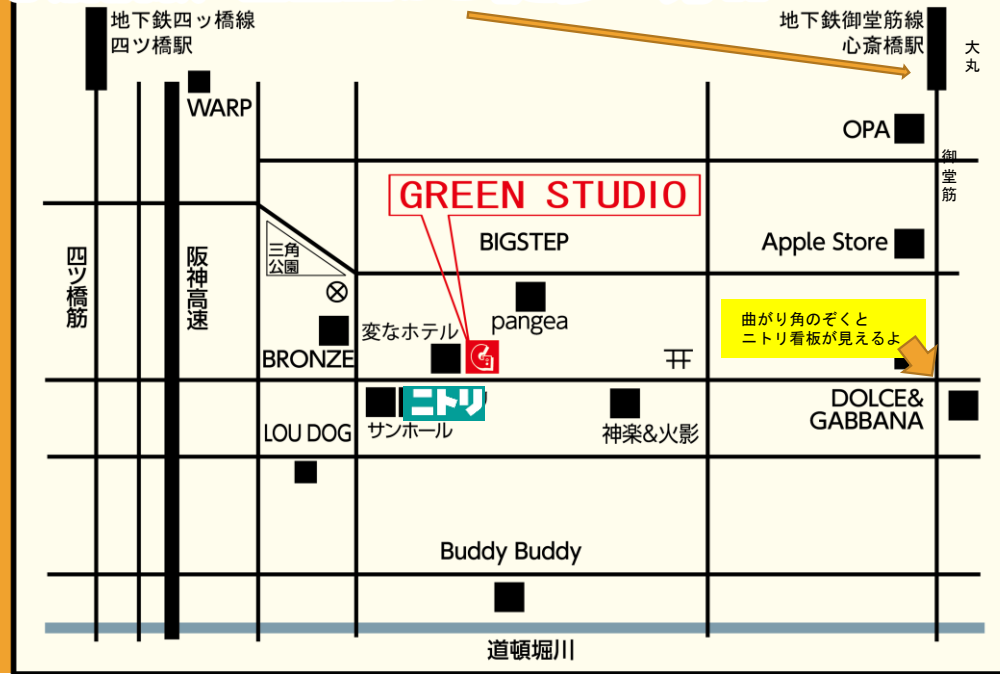 地下鉄四ッ橋線
四ツ橋駅
地下鉄御堂筋線
心斎橋駅
大丸
WARP
OPA
御堂筋
GREEN STUDIO
BIGSTEP
Apple Store
四ツ橋筋
阪神高速
三角
公園
pangea
変なホテル
BRONZE
曲がり角のぞくと
ニトリ看板が見えるよ
ニトリ
DOLCE&
GABBANA
LOU DOG
サンホール
神楽&火影
Buddy Buddy
道頓堀川